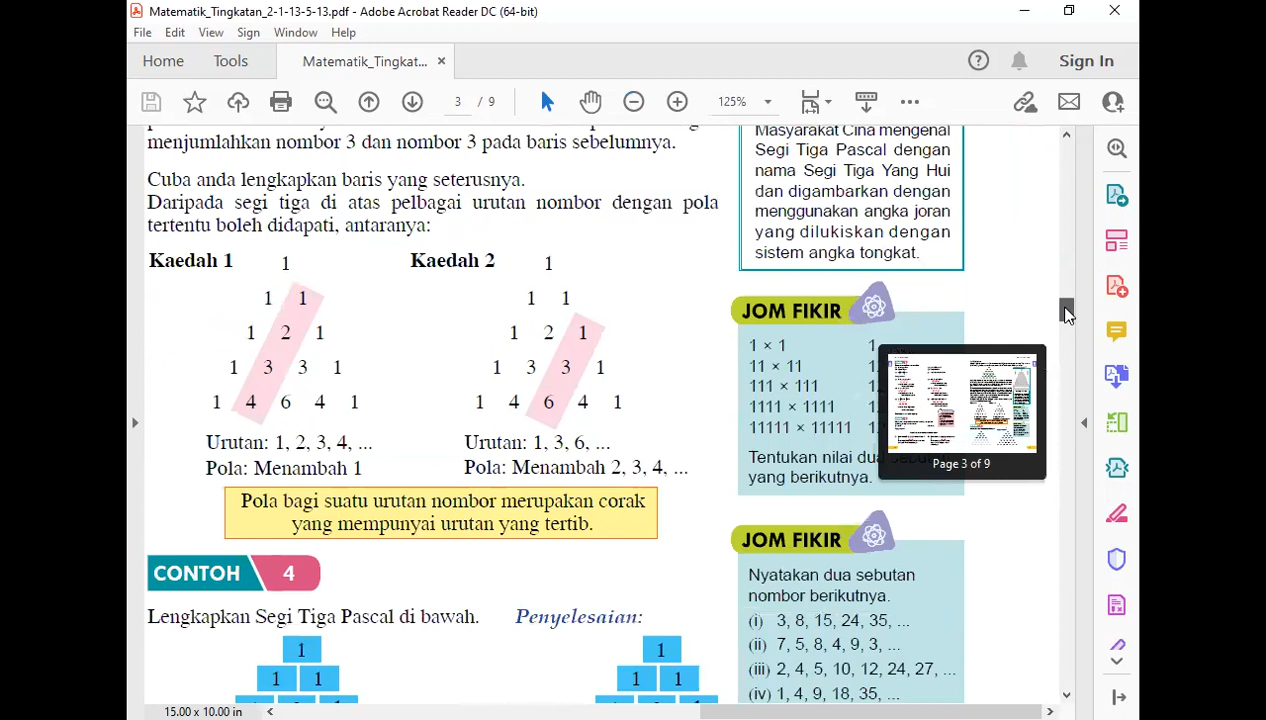 Matematik_Tingkatan_2-1-13-5-13.pdf - Adobe Acrobat Reader DC (64-bit)
File Edit View Sign Window Help
Home Tools Matematik_Tingkat... × Sign In
3 / 9 125%
menjumlahkan nombor 3 dan nombor 3 pada baris sebelumnya.
Cuba anda lengkapkan baris yang seterusnya.
Daripada segi tiga di atas pelbagai urutan nombor dengan pola
tertentu boleh didapati, antaranya:
Kaedah 1
1
1 1
1 2 1
1 3 3 1
1 4 6 4 1
Urutan: 1, 2, 3, 4, ...
Pola: Menambah 1
Kaedah 2
1
1 1
1 2 1
1 3 3 1
1 4 6 4 1
Urutan: 1, 3, 6, ...
Pola: Menambah 2, 3, 4, ...
Pola bagi suatu urutan nombor merupakan corak
yang mempunyai urutan yang tertib.
CONTOH 4
Lengkapkan Segi Tiga Pascal di bawah.
1
1 1
Penyelesaian:
1
1 1
Masyarakat Cina mengenal
Segi Tiga Pascal dengan
nama Segi Tiga Yang Hui
dan digambarkan dengan
menggunakan angka joran
yang dilukiskan dengan
sistem angka tongkat.
JOM FIKIR
1 × 1 1
11 × 11 1
111 × 111 1
1111 × 1111 1
11111 × 11111 1
Tentukan nilai dua
yang berikutnya.
Page 3 of 9
JOM FIKIR
Nyatakan dua sebutan
nombor berikutnya.
(i) 3, 8, 15, 24, 35, ...
(ii) 7, 5, 8, 4, 9, 3, ...
(iii) 2, 4, 5, 10, 12, 24, 27, ...
(iv) 1, 4, 9, 18, 35, ...
15.00 x 10.00 in